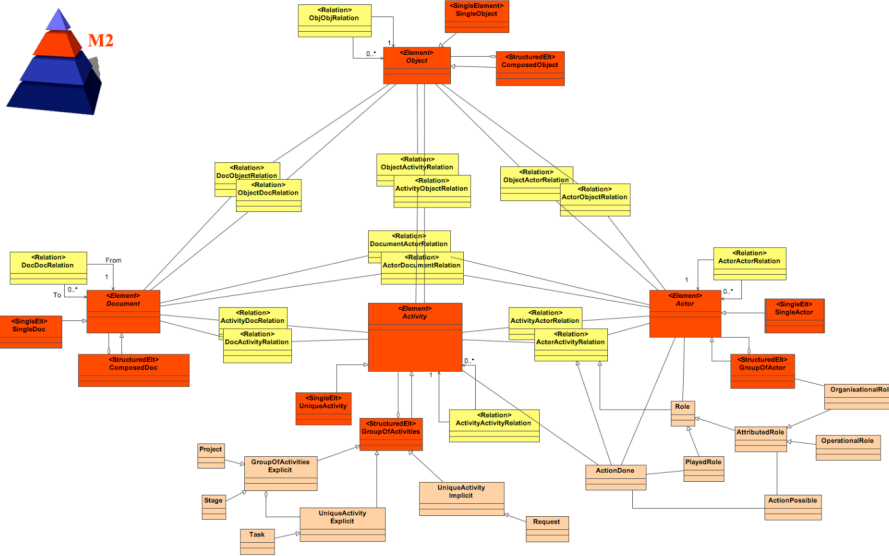 M2
<Relation>
ObjObjRelation
<SingleElement>
SingleObject
1
0..*
<Element>
Object
<StructuredElt>
ComposedObject
<Relation>
DocObjectRelation
<Relation>
ObjectDocRelation
<Relation>
ObjectActivityRelation
<Relation>
ActivityObjectRelation
<Relation>
ObjectActorRelation
<Relation>
ActorObjectRelation
<Relation>
DocumentActorRelation
<Relation>
ActorDocumentRelation
<Relation>
DocDocRelation
From
1
To
0..*
<Element>
Document
<SingleElt>
SingleDoc
<StructuredElt>
ComposedDoc
<Relation>
ActivityDocRelation
<Relation>
DocActivityRelation
<Element>
Activity
<Relation>
ActivityActorRelation
<Relation>
ActorActivityRelation
<Relation>
ActorActorRelation
1
0..*
<Element>
Actor
<SingleElt>
SingleActor
<StructuredElt>
GroupOfActor
0..*
1
<SingleElt>
UniqueActivity
<StructuredElt>
GroupOfActivities
<Relation>
ActivityActivityRelation
OrganisationalRole
Role
AttributedRole
OperationalRole
Project
GroupOfActivities
Explicit
Stage
UniqueActivity
Explicit
Task
UniqueActivity
Implicit
Request
ActionDone
PlayedRole
ActionPossible